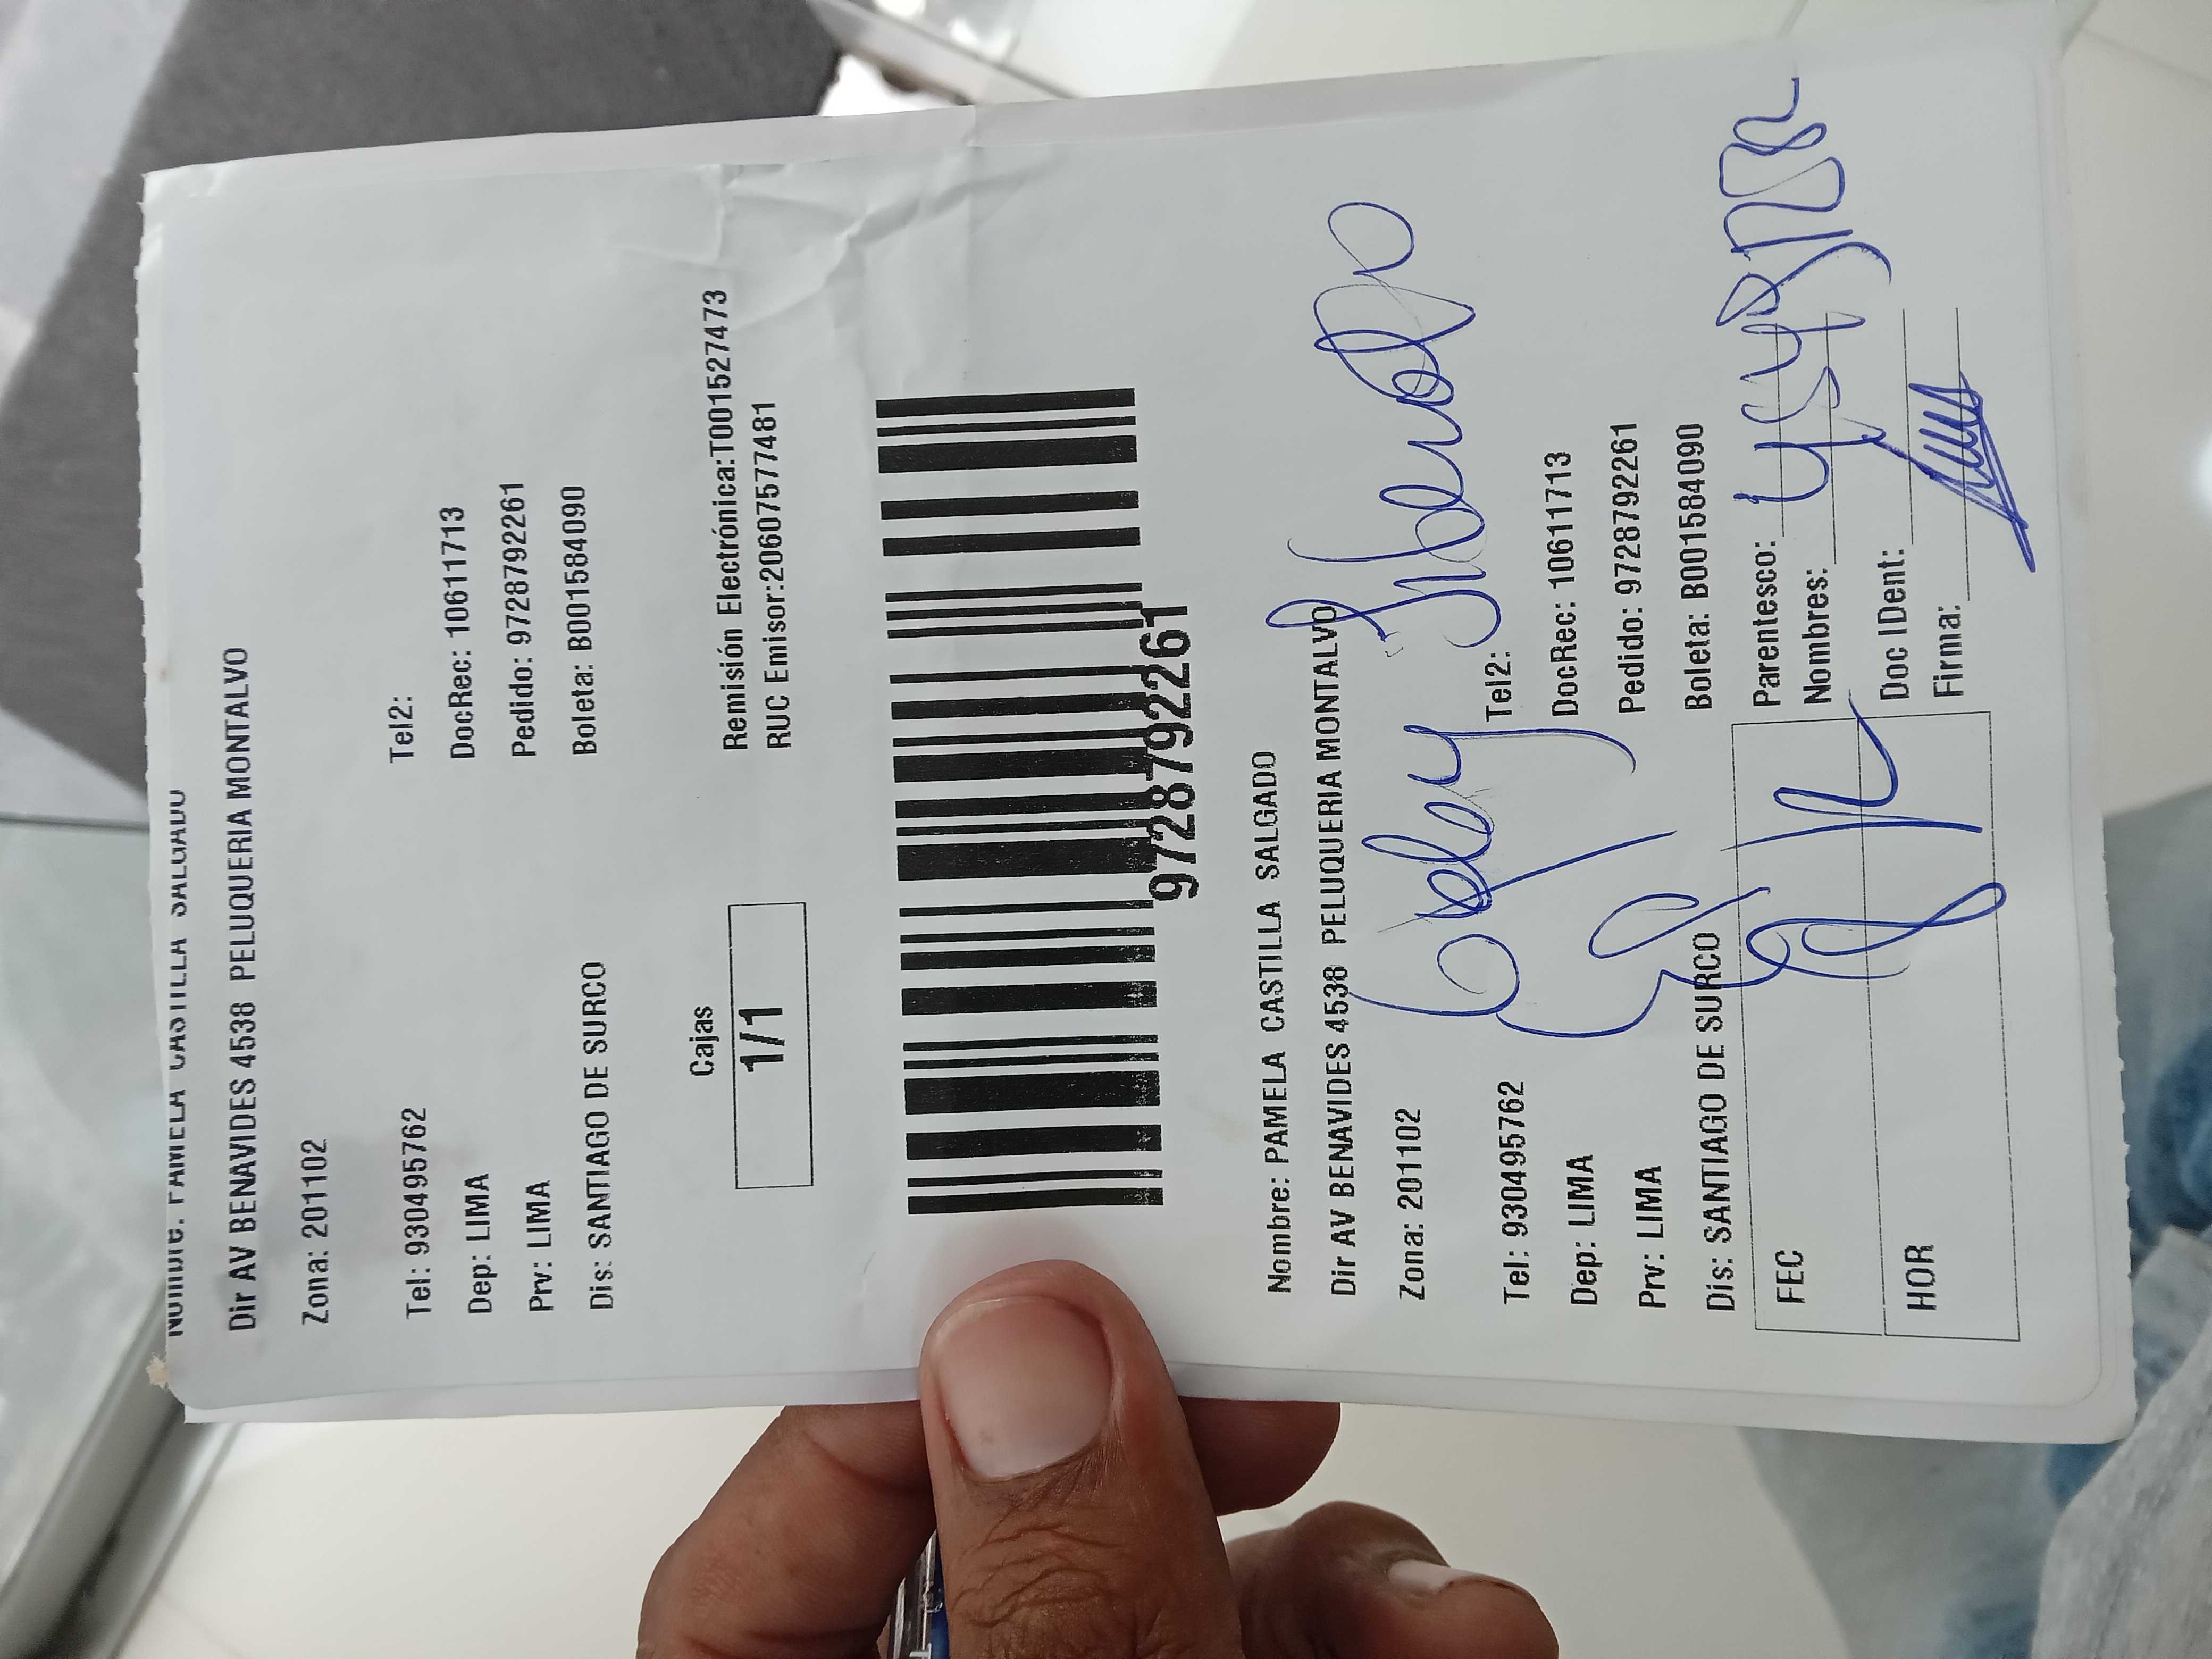 Nombre: PAMELA CASTILLA SALGADO
Dir AV BENAVIDES 4538 PELUQUERIA MONTALVO
Zona: 201102
Tel: 930495762 Tel2:
Dep: LIMA DocRec: 10611713
Prv: LIMA Pedido: 972879226​1
Dis: SANTIAGO DE SURCO Boleta: B001584090
Cajas Remisión Electrónica:T001527473
1/1 RUC Emisor:20607577481
9728792261
Nombre: PAMELA CASTILLA SALGADO
Dir AV BENAVIDES 4538 PELUQUERIA MONTALVO
Zona: 201102
Tel: 930495762 Tel2:
Dep: LIMA DocRec: 10611713
Prv: LIMA Pedido: 9728792261
Dis: SANTIAGO DE SURCO Boleta: B001584090
FEC Parentesco:
Nombres:
HOR Doc IDent:
Firma: